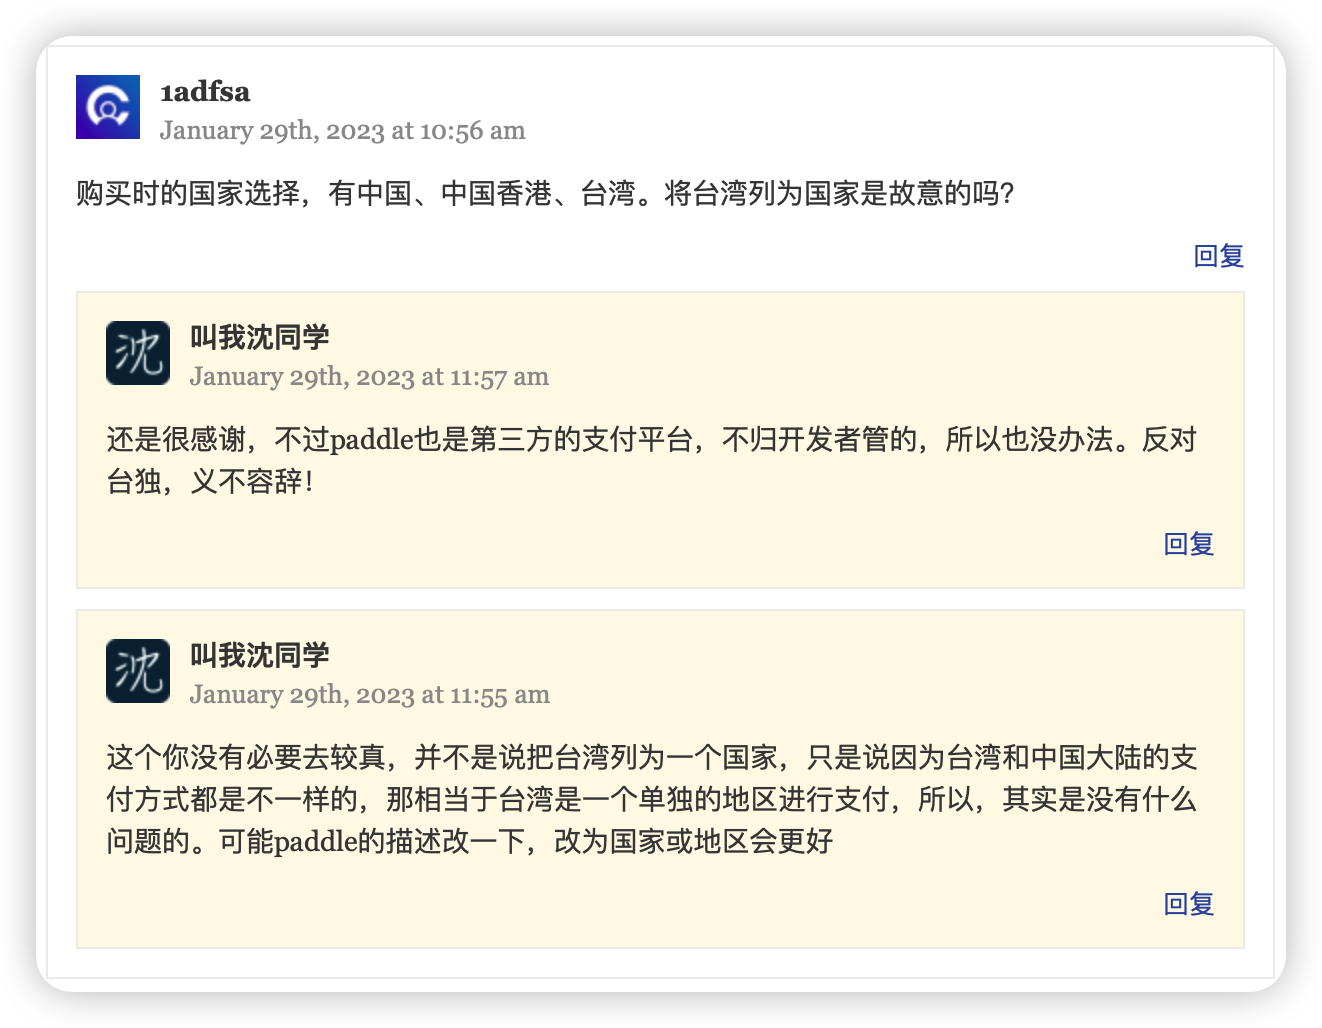 1adfsa
January 29th, 2023 at 10:56 am
购买时的国家选择，有中国、中国香港、台湾。将台湾列为国家是故意的吗？
回复
沈
叫我沈同学
January 29th, 2023 at 11:57 am
还是很感谢，不过paddle也是第三方的支付平台，不归开发者管的，所以也没办法。反对
台独，义不容辞！
回复
沈
叫我沈同学
January 29th, 2023 at 11:55 am
这个你没有必要去较真，并不是说把台湾列为一个国家，只是说因为台湾和中国大陆的支
付方式都是不一样的，那相当于台湾是一个单独的地区进行支付，所以，其实是没有什么
问题的。可能paddle的描述改一下，改为国家或地区会更好
回复